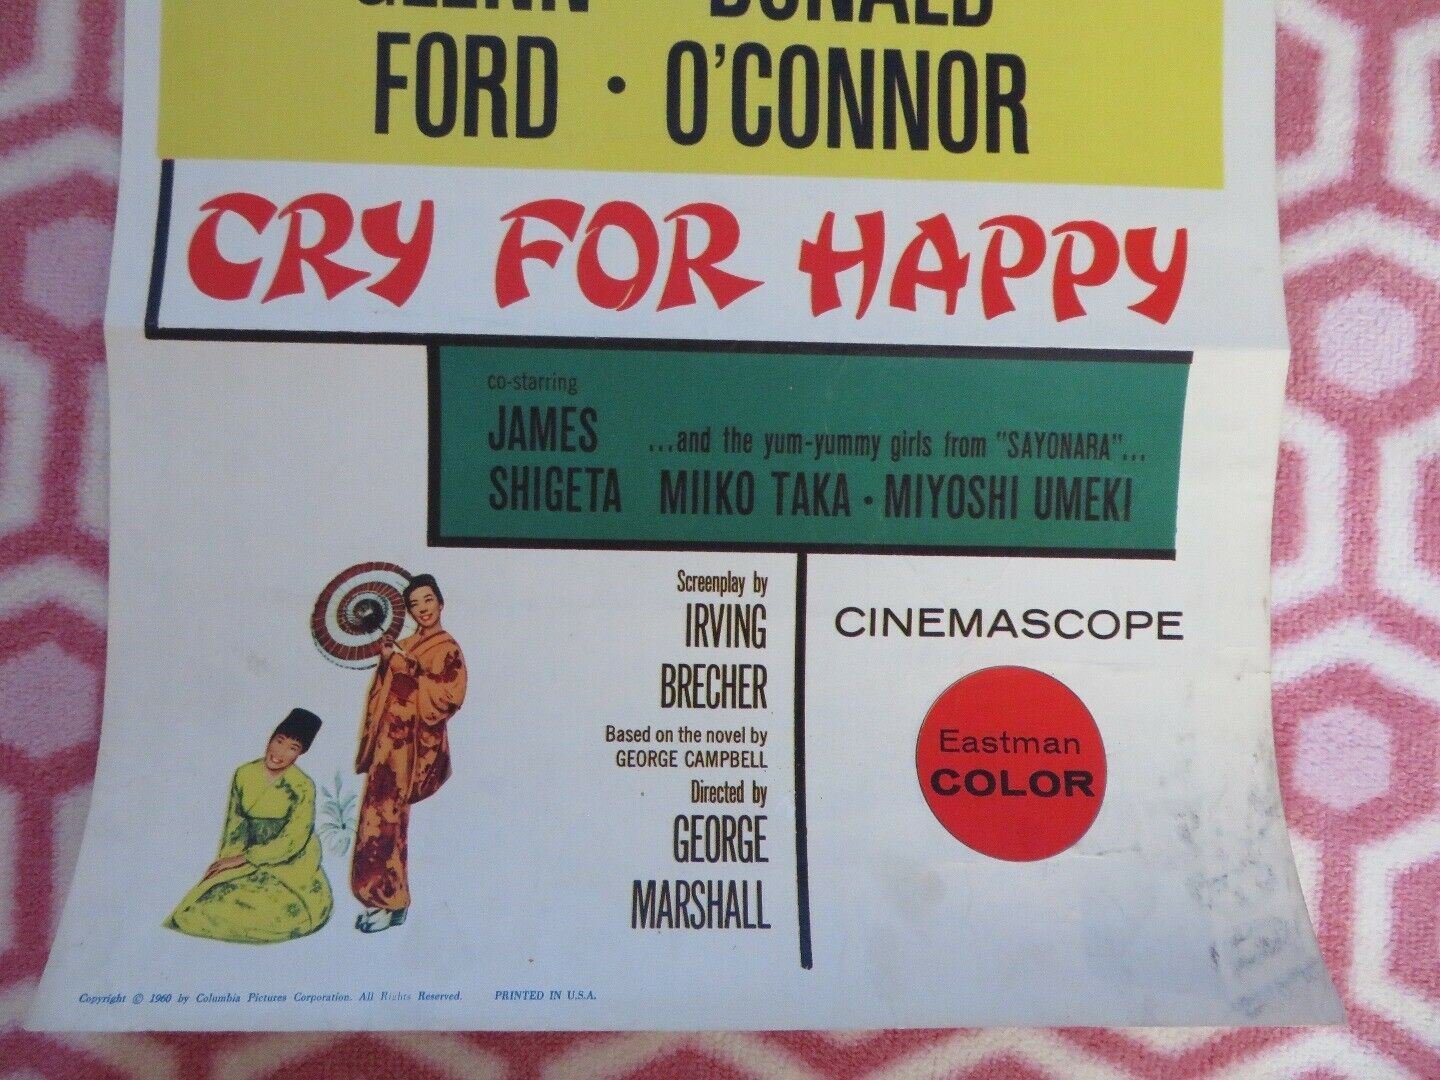 GLENN DONALD
FORD · O'CONNOR
CRY FOR HAPPY
co-starring
JAMES
SHIGETA
...and the yum-yummy girls from "SAYONARA"...
MIIKO TAKA · MIYOSHI UMEKI
Screenplay by
IRVING
BRECHER
Based on the novel by
GEORGE CAMPBELL
Directed by
GEORGE
MARSHALL
CINEMASCOPE
Eastman
COLOR
Copyright © 1960 by Columbia Pictures Corporation. All Rights Reserved. PRINTED IN U.S.A.